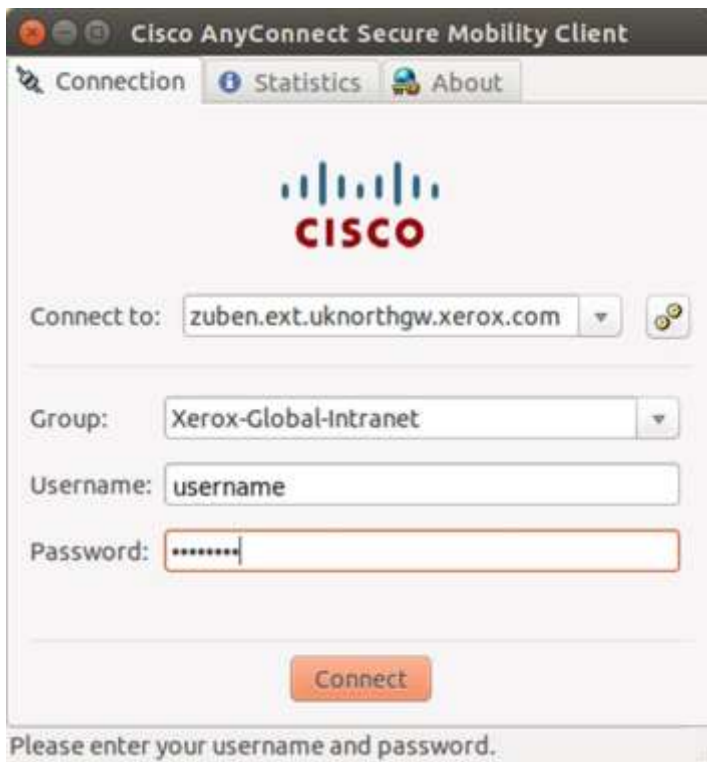 Cisco AnyConnect Secure Mobility Client
Connection Statistics About
CISCO
Connect to: zuben.ext.uknorthgw.xerox.com
Group: Xerox-Global-Intranet
Username: username
Password: ••••••••
Connect
Please enter your username and password.